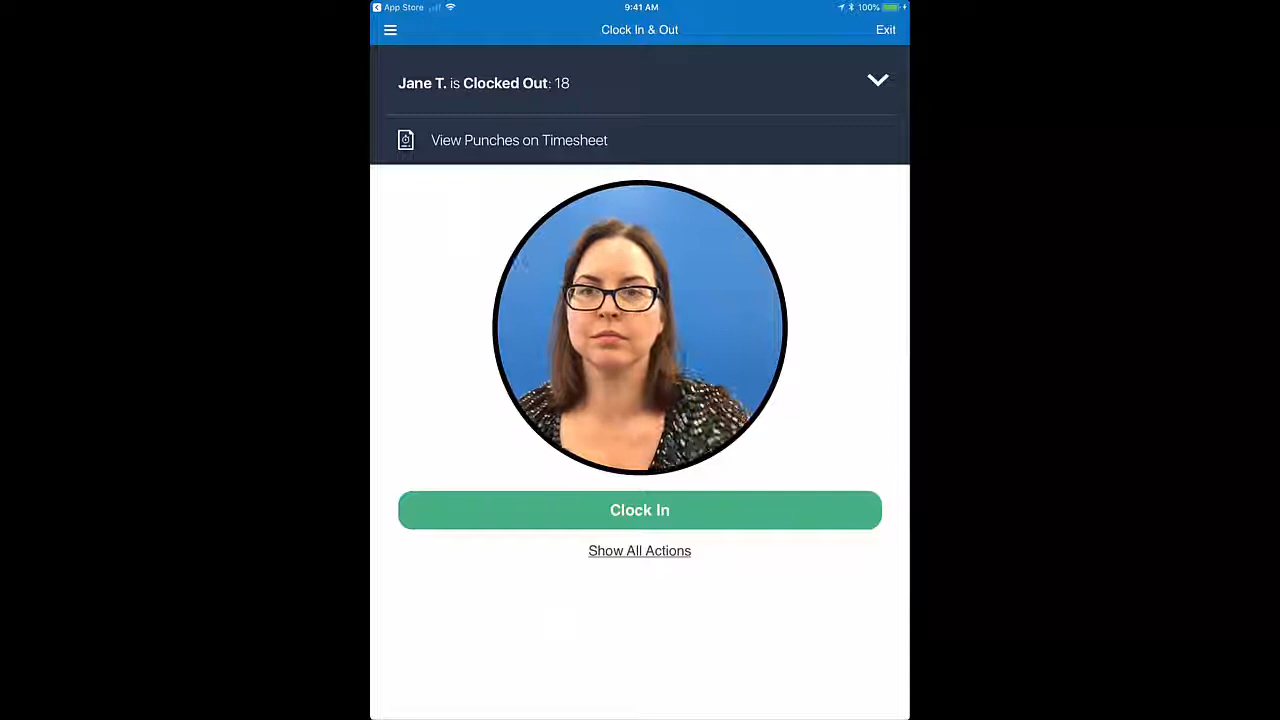 App Store 9:41 AM 100%
Clock In & Out Exit
Jane T. is Clocked Out: 18
View Punches on Timesheet
Clock In
Show All Actions